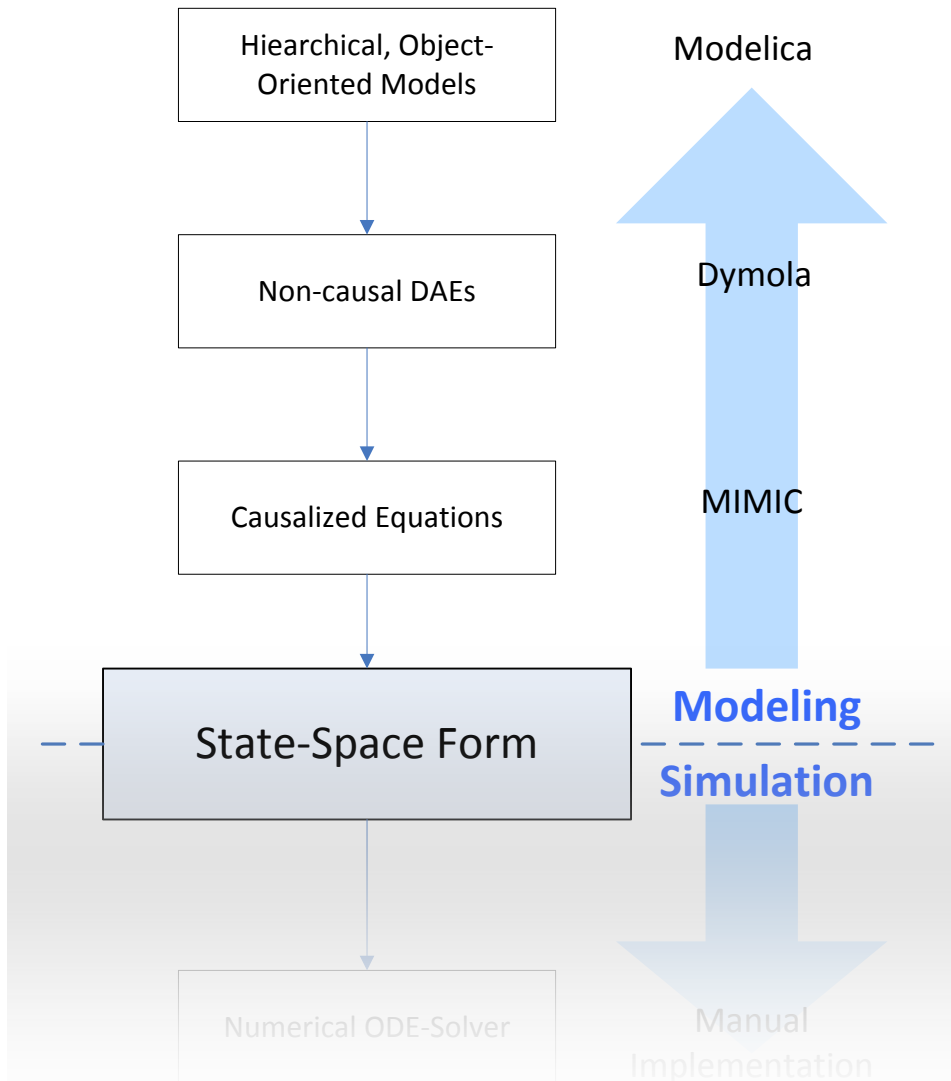 Hiearchical, Object-
Oriented Models
Modelica
Non-causal DAEs
Dymola
Causalized Equations
MIMIC
State-Space Form
Modeling
Simulation
Numerical ODE-Solver
Manual
Implementation